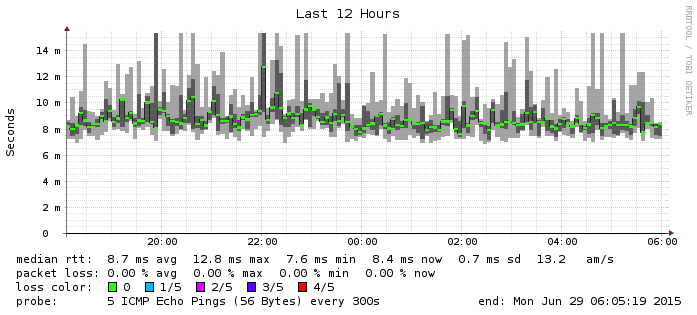 Last 12 Hours
RRDTOOL / TOBI OETIKER
Seconds
14 m
12 m
10 m
8 m
6 m
4 m
2 m
0
20:00 22:00 00:00 02:00 04:00 06:00
median rtt: 8.7 ms avg 12.8 ms max 7.6 ms min 8.4 ms now 0.7 ms sd 13.2 am/s
packet loss: 0.00 % avg 0.00 % max 0.00 % min 0.00 % now
loss color: 0 1/5 2/5 3/5 4/5
probe: 5 ICMP Echo Pings (56 Bytes) every 300s end: Mon Jun 29 06:05:19 2015